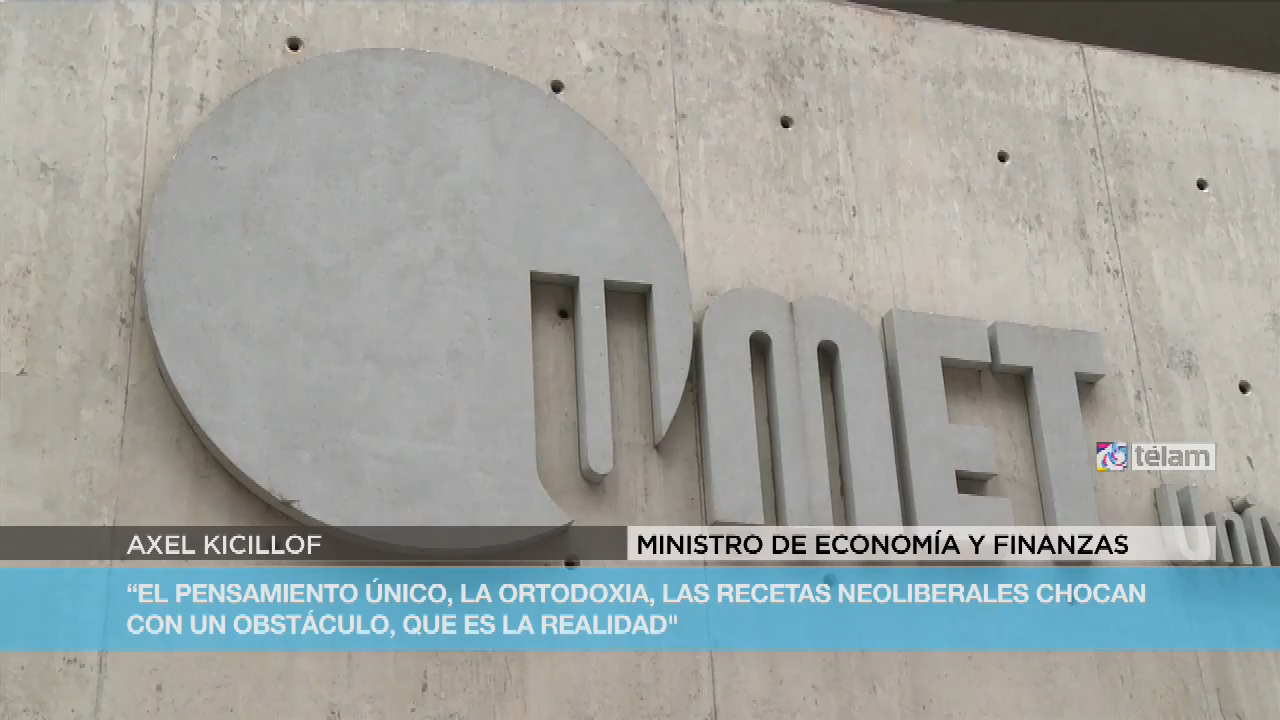 UMET
télam
AXEL KICILLOF
MINISTRO DE ECONOMÍA Y FINANZAS
“EL PENSAMIENTO ÚNICO, LA ORTODOXIA, LAS RECETAS NEOLIBERALES CHOCAN
CON UN OBSTÁCULO, QUE ES LA REALIDAD"